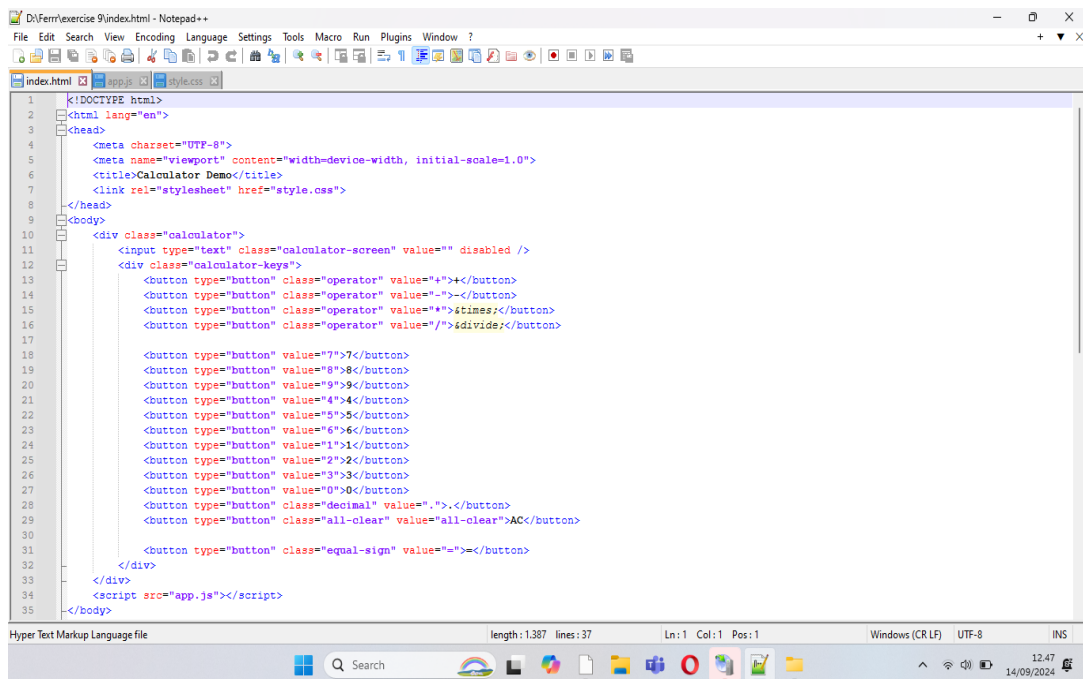 D:\Ferrr\exercise 9\index.html - Notepad++
File Edit Search View Encoding Language Settings Tools Macro Run Plugins Window ?
index.html app.js style.css
1 <!DOCTYPE html>
2 <html lang="en">
3 <head>
4 <meta charset="UTF-8">
5 <meta name="viewport" content="width=device-width, initial-scale=1.0">
6 <title>Calculator Demo</title>
7 <link rel="stylesheet" href="style.css">
8 </head>
9 <body>
10 <div class="calculator">
11 <input type="text" class="calculator-screen" value="" disabled />
12 <div class="calculator-keys">
13 <button type="button" class="operator" value="+">+</button>
14 <button type="button" class="operator" value="-">-</button>
15 <button type="button" class="operator" value="*">&times;</button>
16 <button type="button" class="operator" value="/">&divide;</button>
17
18 <button type="button" value="7">7</button>
19 <button type="button" value="8">8</button>
20 <button type="button" value="9">9</button>
21 <button type="button" value="4">4</button>
22 <button type="button" value="5">5</button>
23 <button type="button" value="6">6</button>
24 <button type="button" value="1">1</button>
25 <button type="button" value="2">2</button>
26 <button type="button" value="3">3</button>
27 <button type="button" value="0">0</button>
28 <button type="button" class="decimal" value=".">.</button>
29 <button type="button" class="all-clear" value="all-clear">AC</button>
30
31 <button type="button" class="equal-sign" value="=">=</button>
32 </div>
33 </div>
34 <script src="app.js"></script>
35 </body>
Hyper Text Markup Language file length : 1.387 lines : 37 Ln : 1 Col : 1 Pos : 1 Windows (CR LF) UTF-8 INS
Search 12.47
14/09/2024